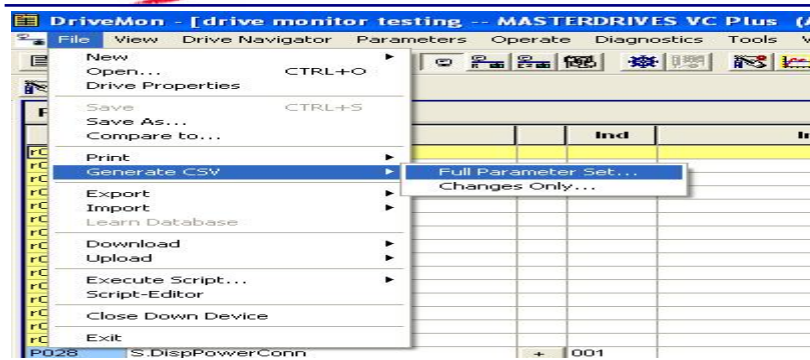 DriveMon - [drive monitor testing -- MASTERDRIVES VC Plus (
File View Drive Navigator Parameters Operate Diagnostics Tools
New
Open... CTRL+O
Drive Properties
Save CTRL+S
Save As...
Compare to...
Ind
Print
Generate CSV
Full Parameter Set...
Changes Only...
Export
Import
Learn Database
Download
Upload
Execute Script...
Script-Editor
Close Down Device
Exit
P028 S.DispPowerConn + 001